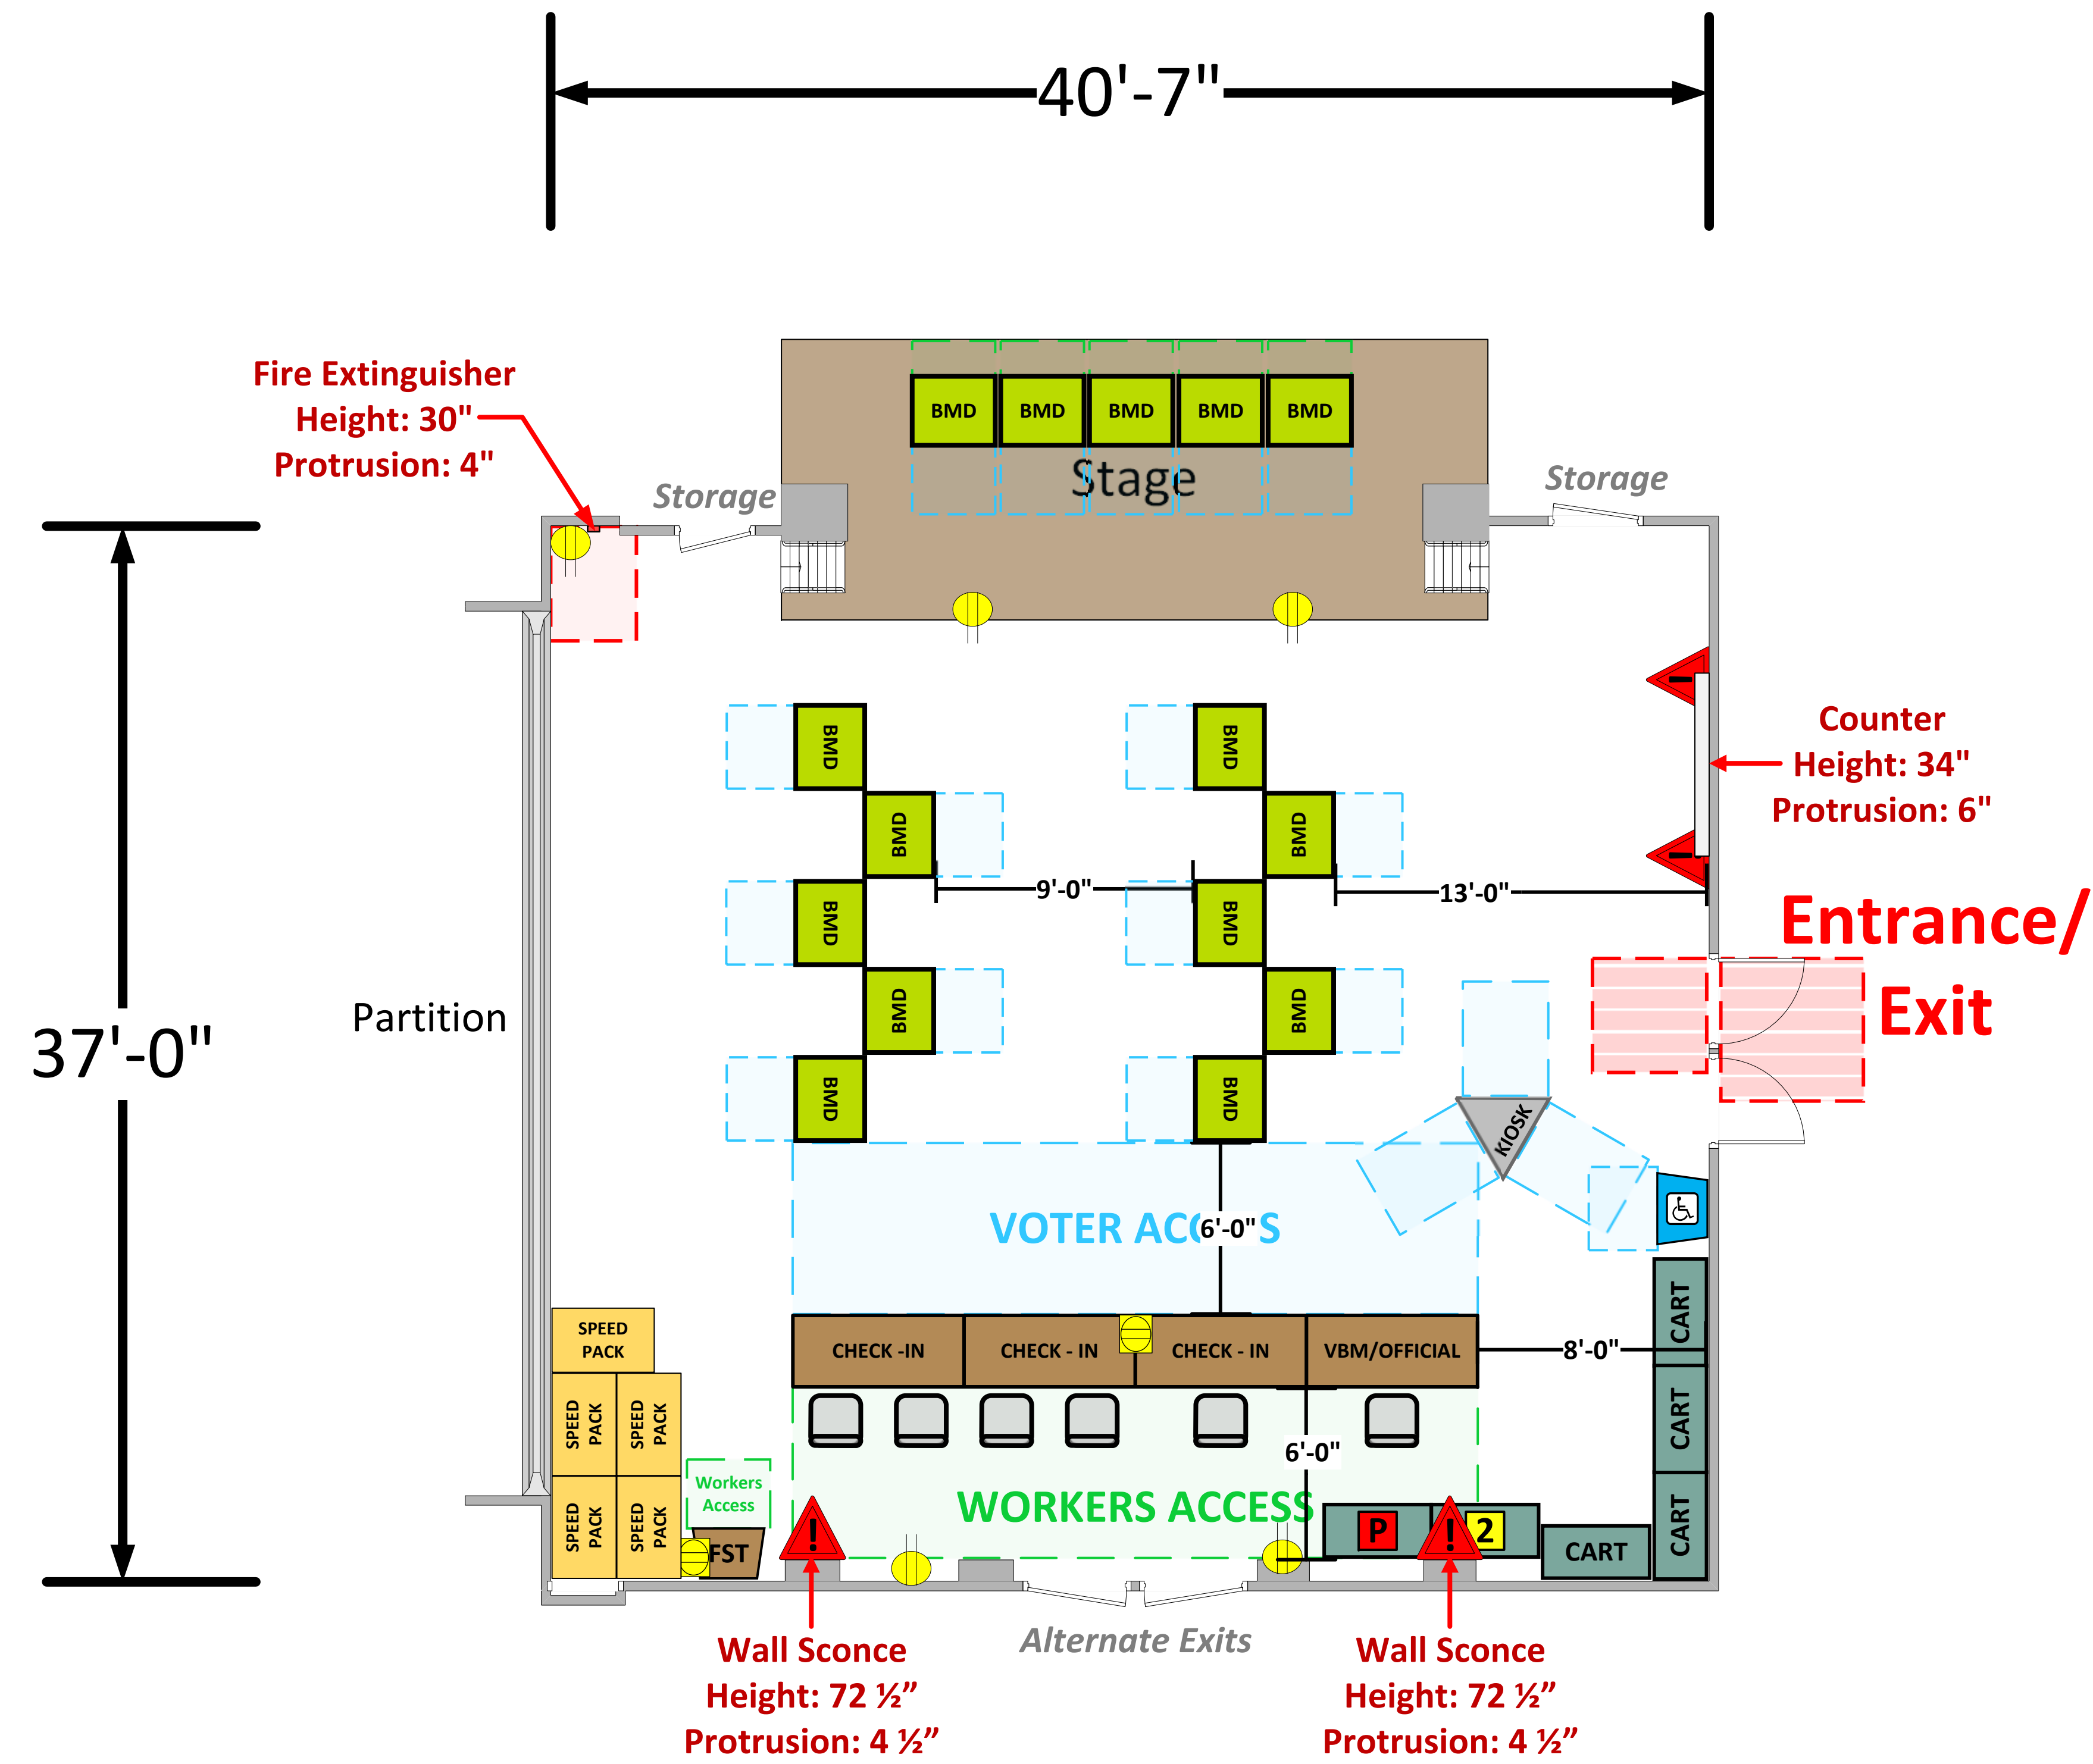 40'-7"
Fire Extinguisher
Height: 30"
Protrusion: 4"
Storage
Storage
BMD
BMD
BMD
BMD
BMD
Stage
BMD
BMD
BMD
BMD
Counter
Height: 34"
Protrusion: 6"
9'-0"
13'-0"
BMD
BMD
Entrance/
Exit
Partition
37'-0"
BMD
BMD
BMD
BMD
KIOSK
VOTER ACC S
6'-0"
SPEED
PACK
CHECK -IN
CHECK - IN
CHECK - IN
VBM/OFFICIAL
8'-0"
CART
CART
CART
SPEED
PACK
SPEED
PACK
SPEED
PACK
SPEED
PACK
Workers
Access
6'-0"
WORKERS ACCESS
FST
!
P
!
2
CART
Alternate Exits
Wall Sconce
Height: 72 ½”
Protrusion: 4 ½”
Wall Sconce
Height: 72 ½”
Protrusion: 4 ½”